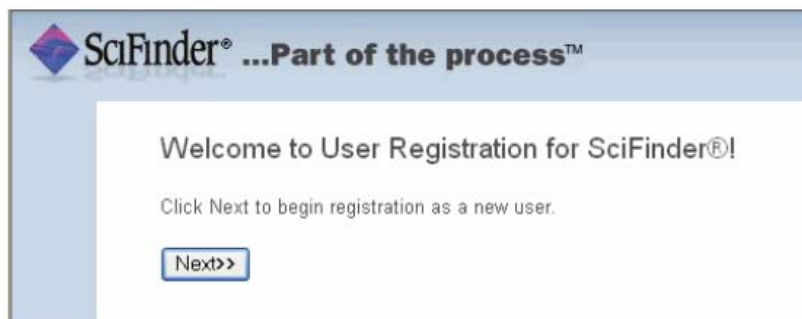 SciFinder® ...Part of the process™
Welcome to User Registration for SciFinder®!
Click Next to begin registration as a new user.
Next>>